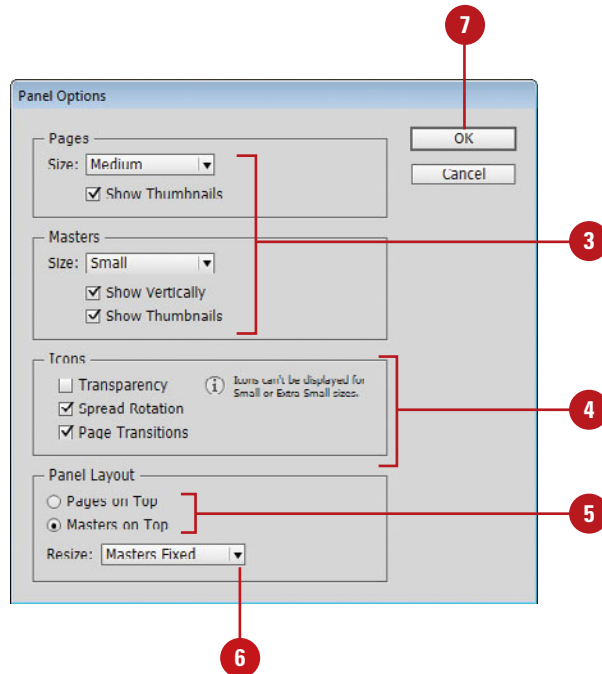 7
Panel Options
Pages
Size: Medium
Show Thumbnails
OK
Cancel
Masters
Size: Small
Show Vertically
Show Thumbnails
3
Icons
Transparency
Icons can't be displayed for
Small or Extra Small sizes.
Spread Rotation
Page Transitions
4
Panel Layout
Pages on Top
Masters on Top
5
Resize: Masters Fixed
6